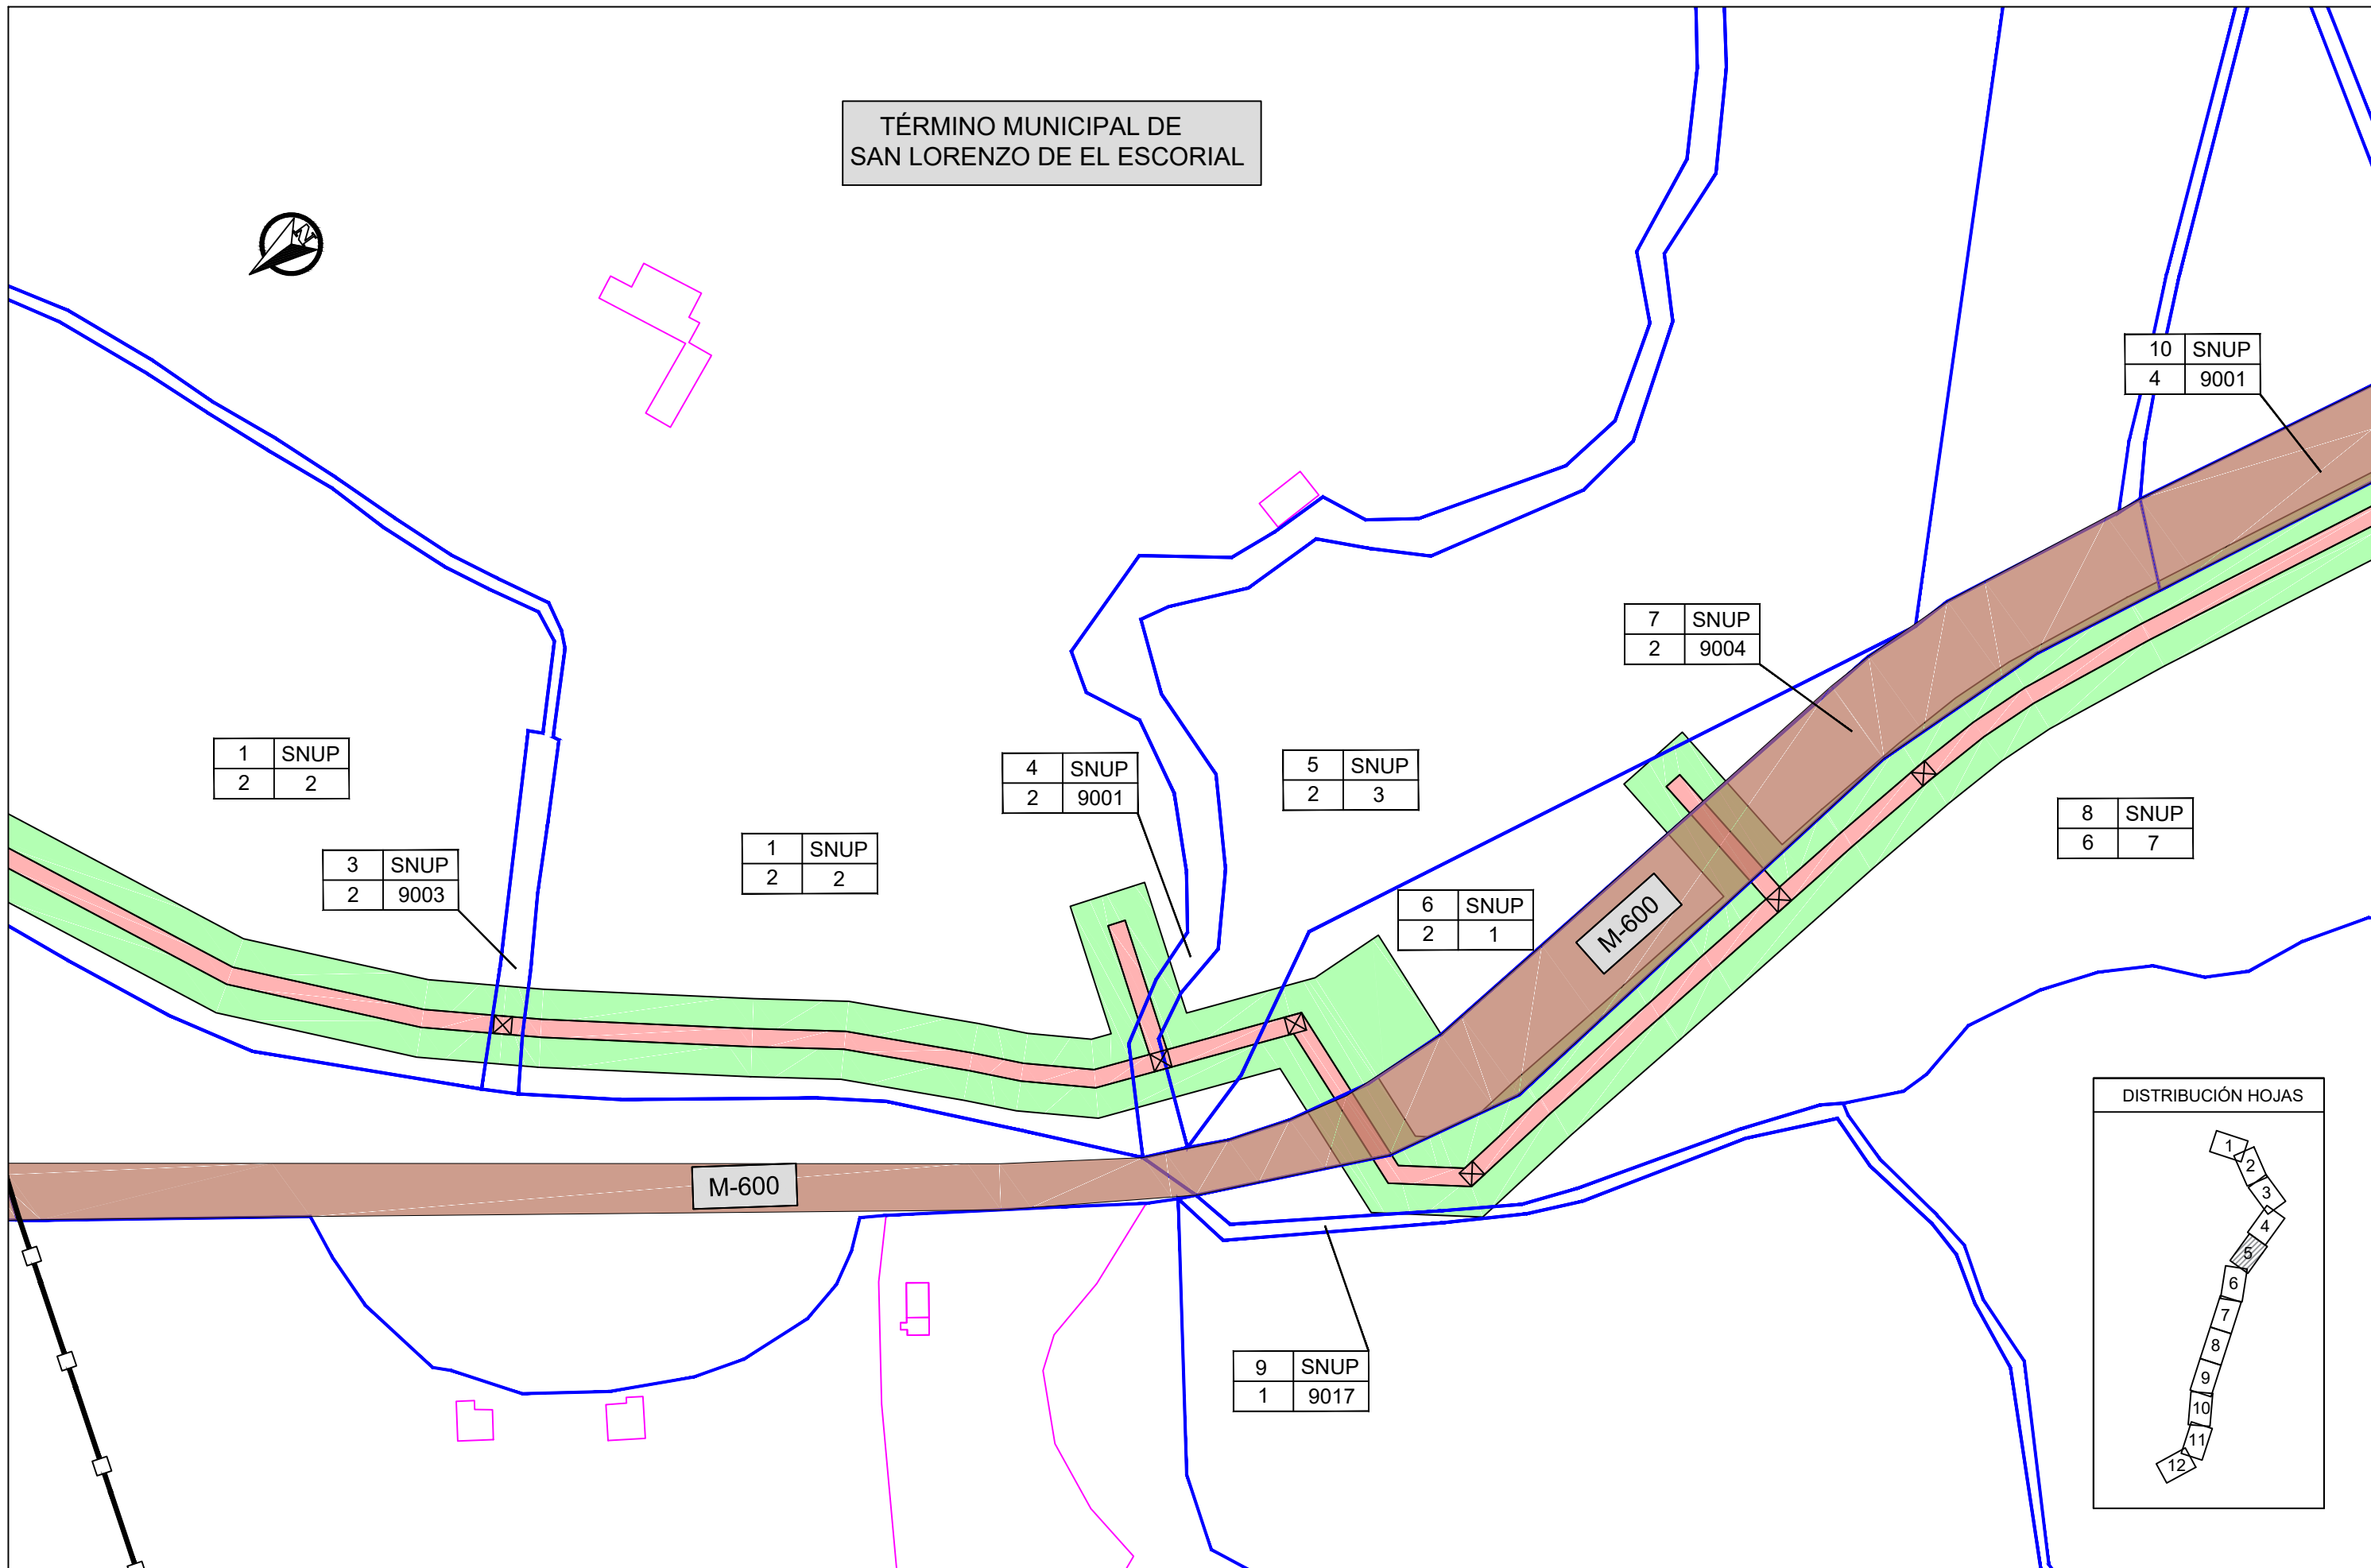 TÉRMINO MUNICIPAL DE
SAN LORENZO DE EL ESCORIAL
N
10 SNUP
4 9001
7 SNUP
2 9004
1 SNUP
2 2
4 SNUP
2 9001
5 SNUP
2 3
8 SNUP
6 7
3 SNUP
2 9003
1 SNUP
2 2
6 SNUP
2 1
M-600
M-600
9 SNUP
1 9017
DISTRIBUCIÓN HOJAS
1
2
3
4
5
6
7
8
9
10
11
12